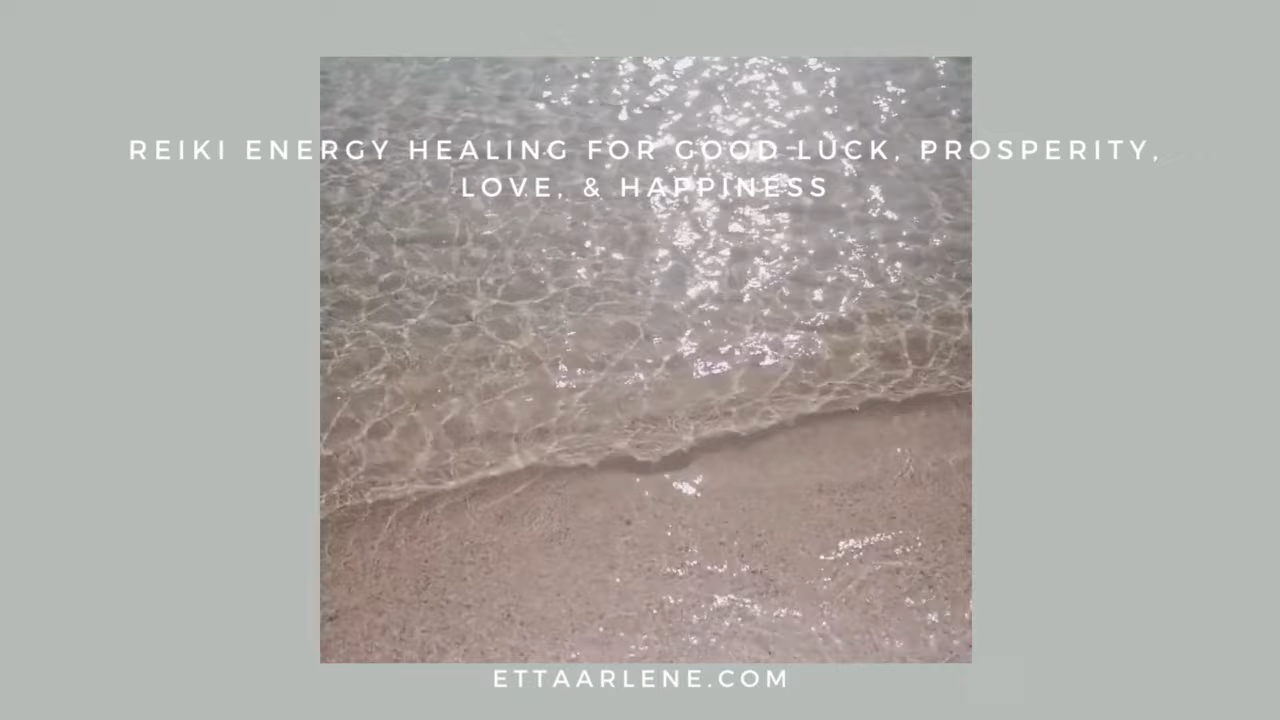 REIKI ENERGY HEALING FOR GOOD LUCK, PROSPERITY,
LOVE, & HAPPINESS
ETTAARLENE.COM